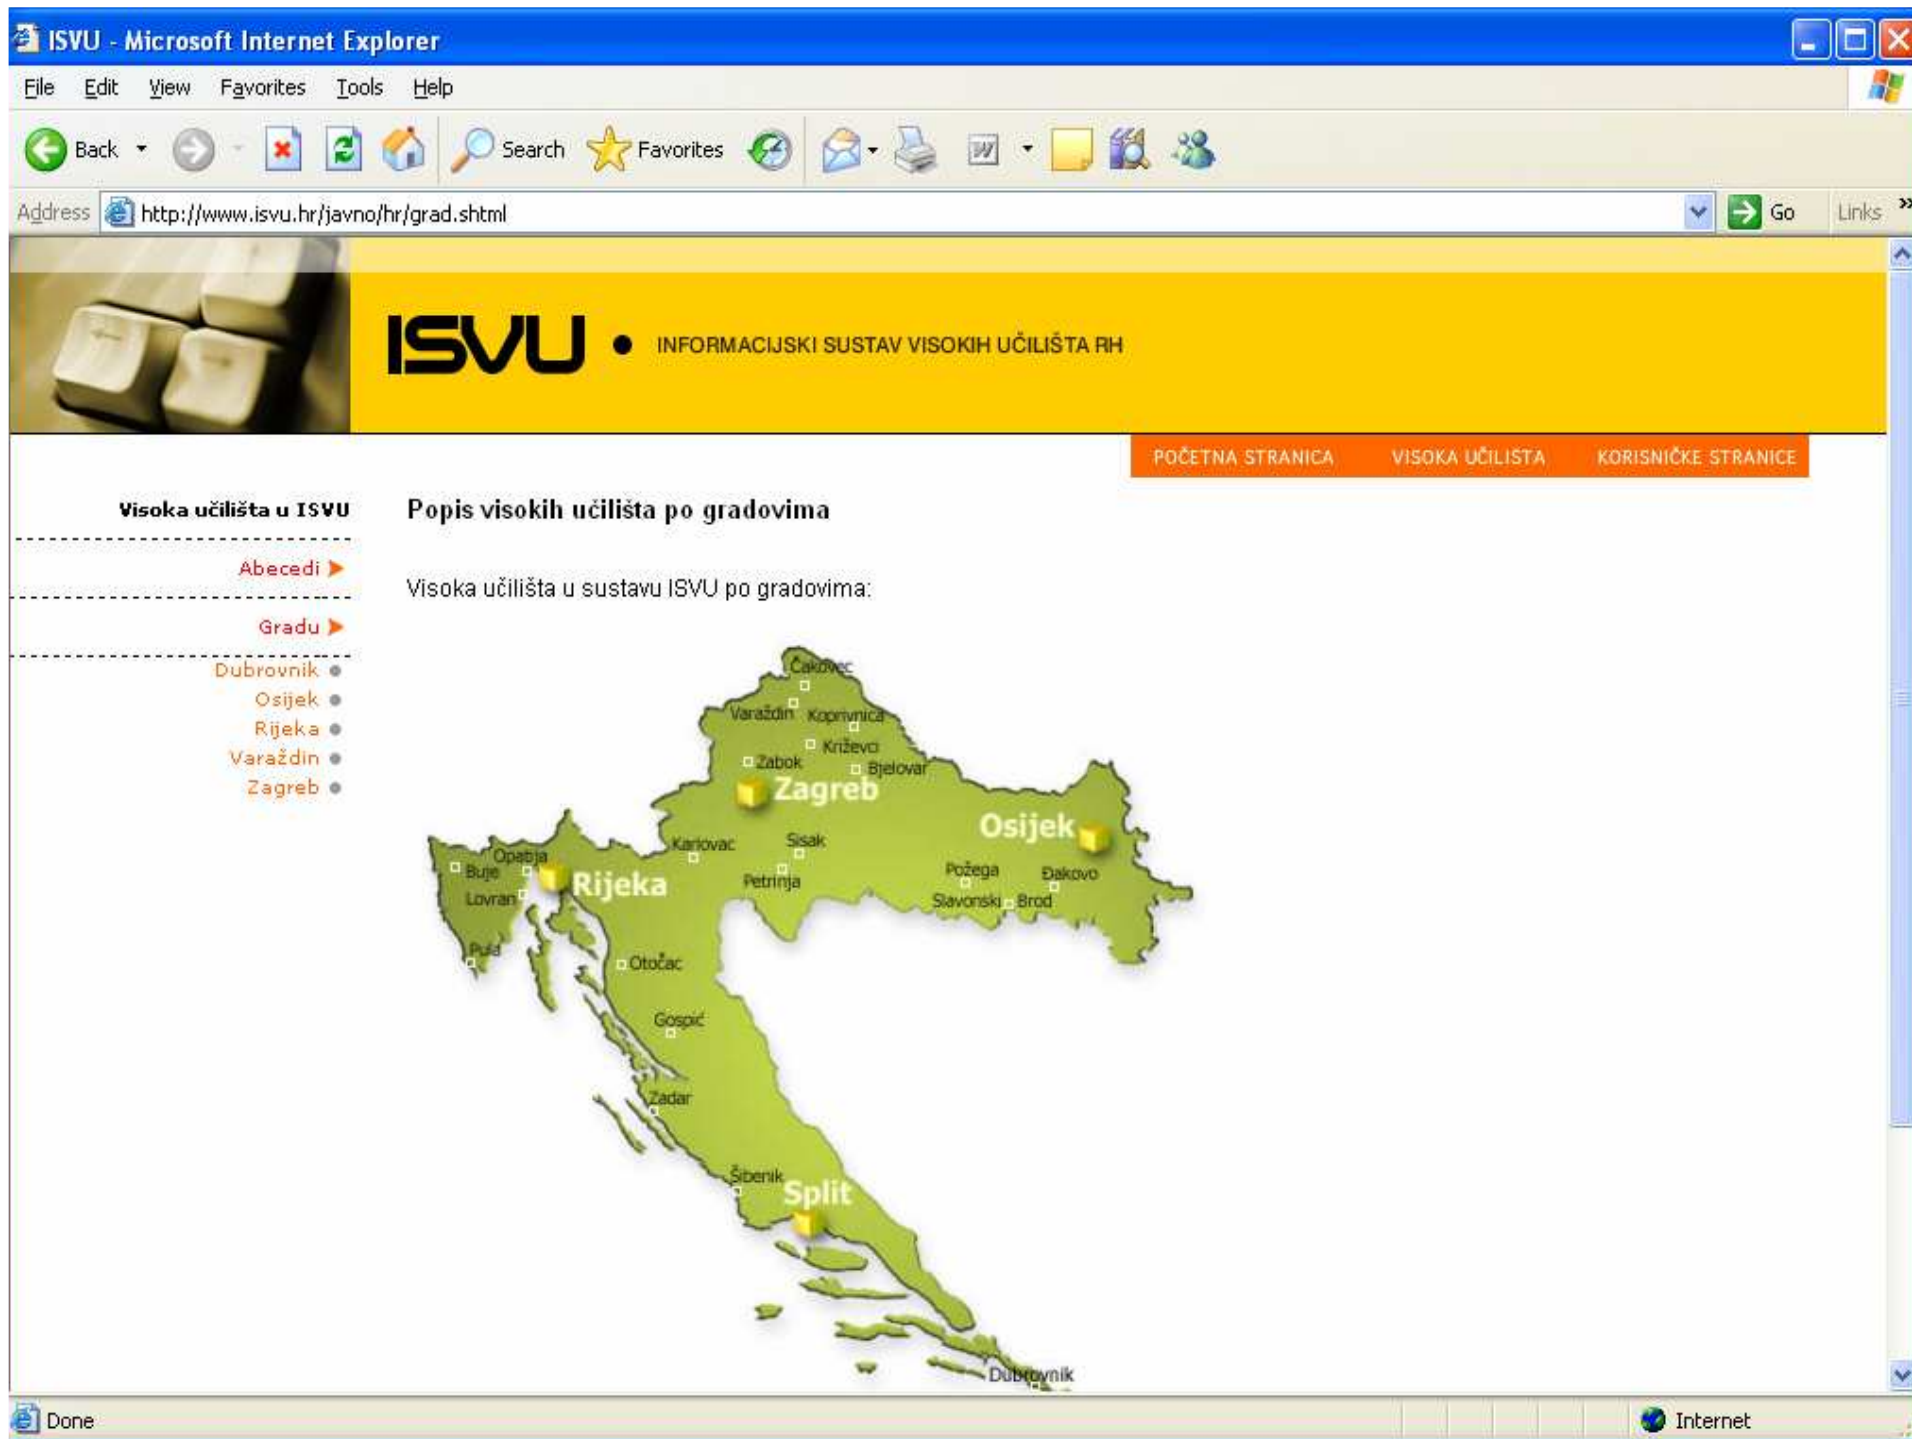 ISVU - Microsoft Internet Explorer
File Edit View Favorites Tools Help
Back Search Favorites
Address http://www.isvu.hr/javno/hr/grad.shtml Go Links »
ISVU • INFORMACIJSKI SUSTAV VISOKIH UČILIŠTA RH
POČETNA STRANICA VISOKA UČILIŠTA KORISNIČKE STRANICE
Visoka učilišta u ISVU
Abecedi
Gradu
Dubrovnik
Osijek
Rijeka
Varaždin
Zagreb
Popis visokih učilišta po gradovima
Visoka učilišta u sustavu ISVU po gradovima:
Čakovec
Varaždin Koprivnica
Križevci
Zabok Bjelovar
Zagreb
Osijek
Karlovac Sisak
Opatija
Buje Rijeka Petrinja Požega Đakovo
Lovran Slavonski Brod
Pula
Otočac
Gospić
Zadar
Šibenik
Split
Dubrovnik
Done Internet